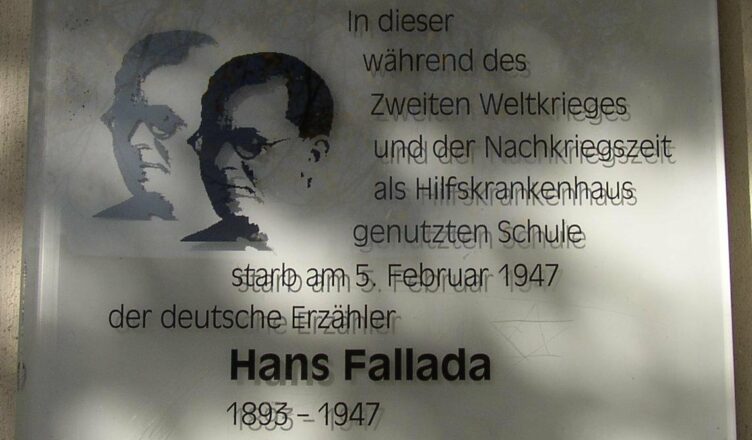 In dieser
während des
Zweiten Weltkrieges
und der Nachkriegszeit
als Hilfskrankenhaus
genutzten Schule
starb am 5. Februar 1947
der deutsche Erzähler
Hans Fallada
1893 – 1947